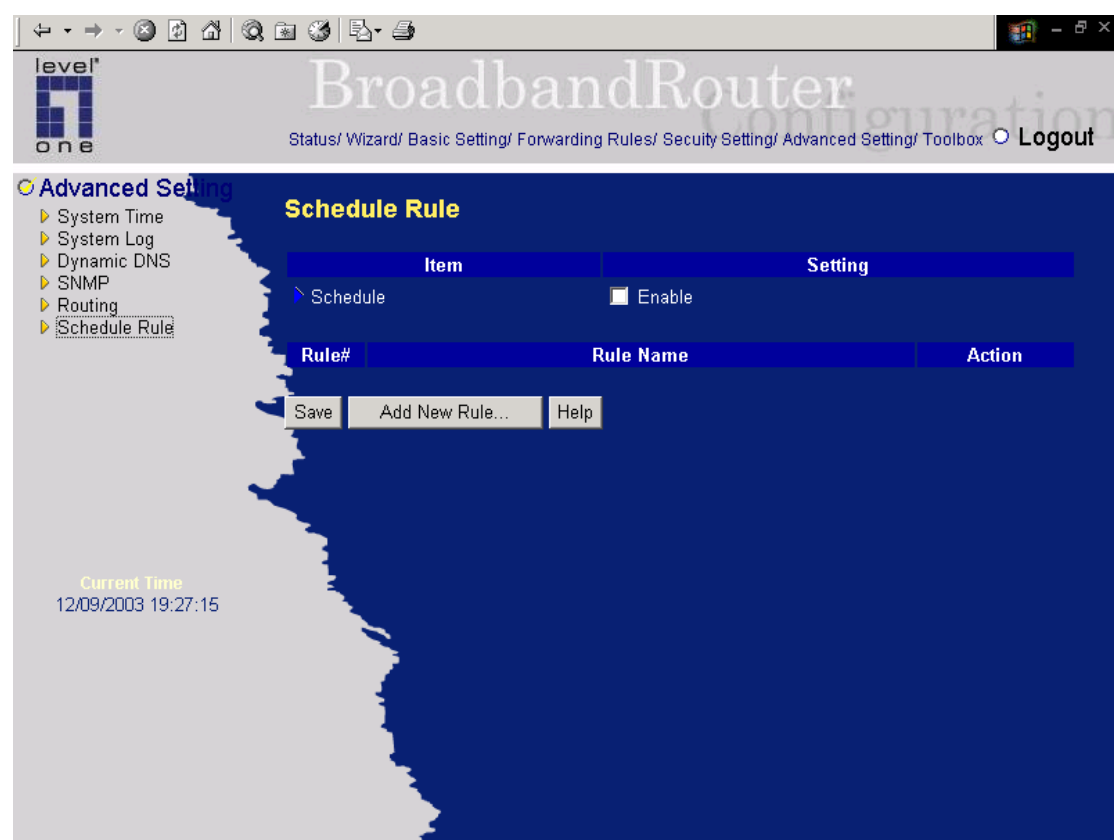 level*
one
BroadbandRouter
Configuration
Status/ Wizard/ Basic Setting/ Forwarding Rules/ Secuity Setting/ Advanced Setting/ Toolbox Logout
Advanced Setting
System Time
System Log
Dynamic DNS
SNMP
Routing
Schedule Rule
Schedule Rule
Item Setting
Schedule Enable
Rule# Rule Name Action
Save Add New Rule... Help
Current Time
12/09/2003 19:27:15